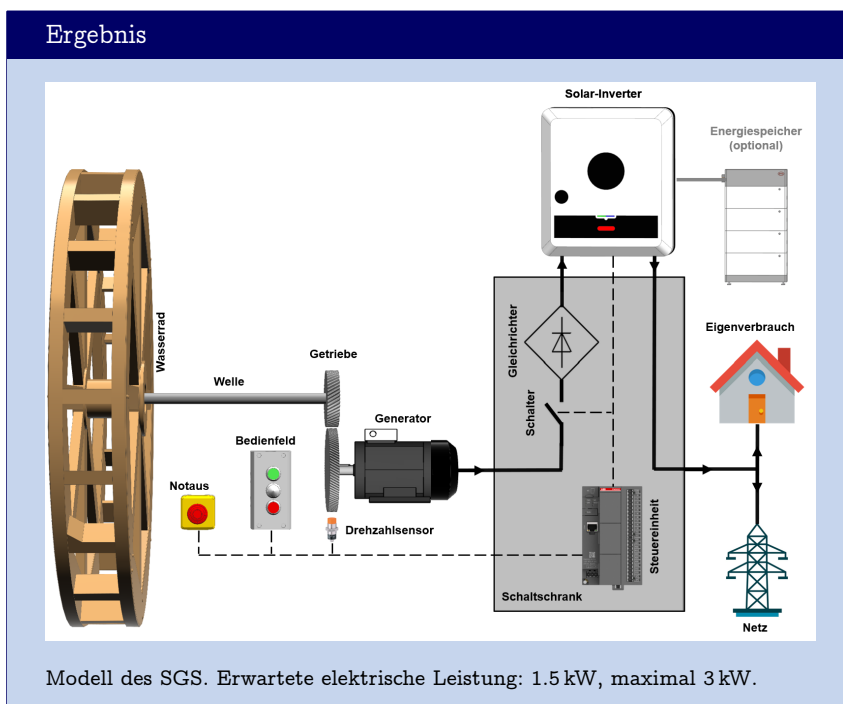 Ergebnis
Solar-Inverter
Energiespeicher
(optional)
Wasserrad
Getriebe
Welle
Gleichrichter
Eigenverbrauch
Schalter
Generator
Bedienfeld
Notaus
Drehzahlsensor
Steuereinheit
Schaltschrank
Netz
Modell des SGS. Erwartete elektrische Leistung: 1.5 kW, maximal 3 kW.